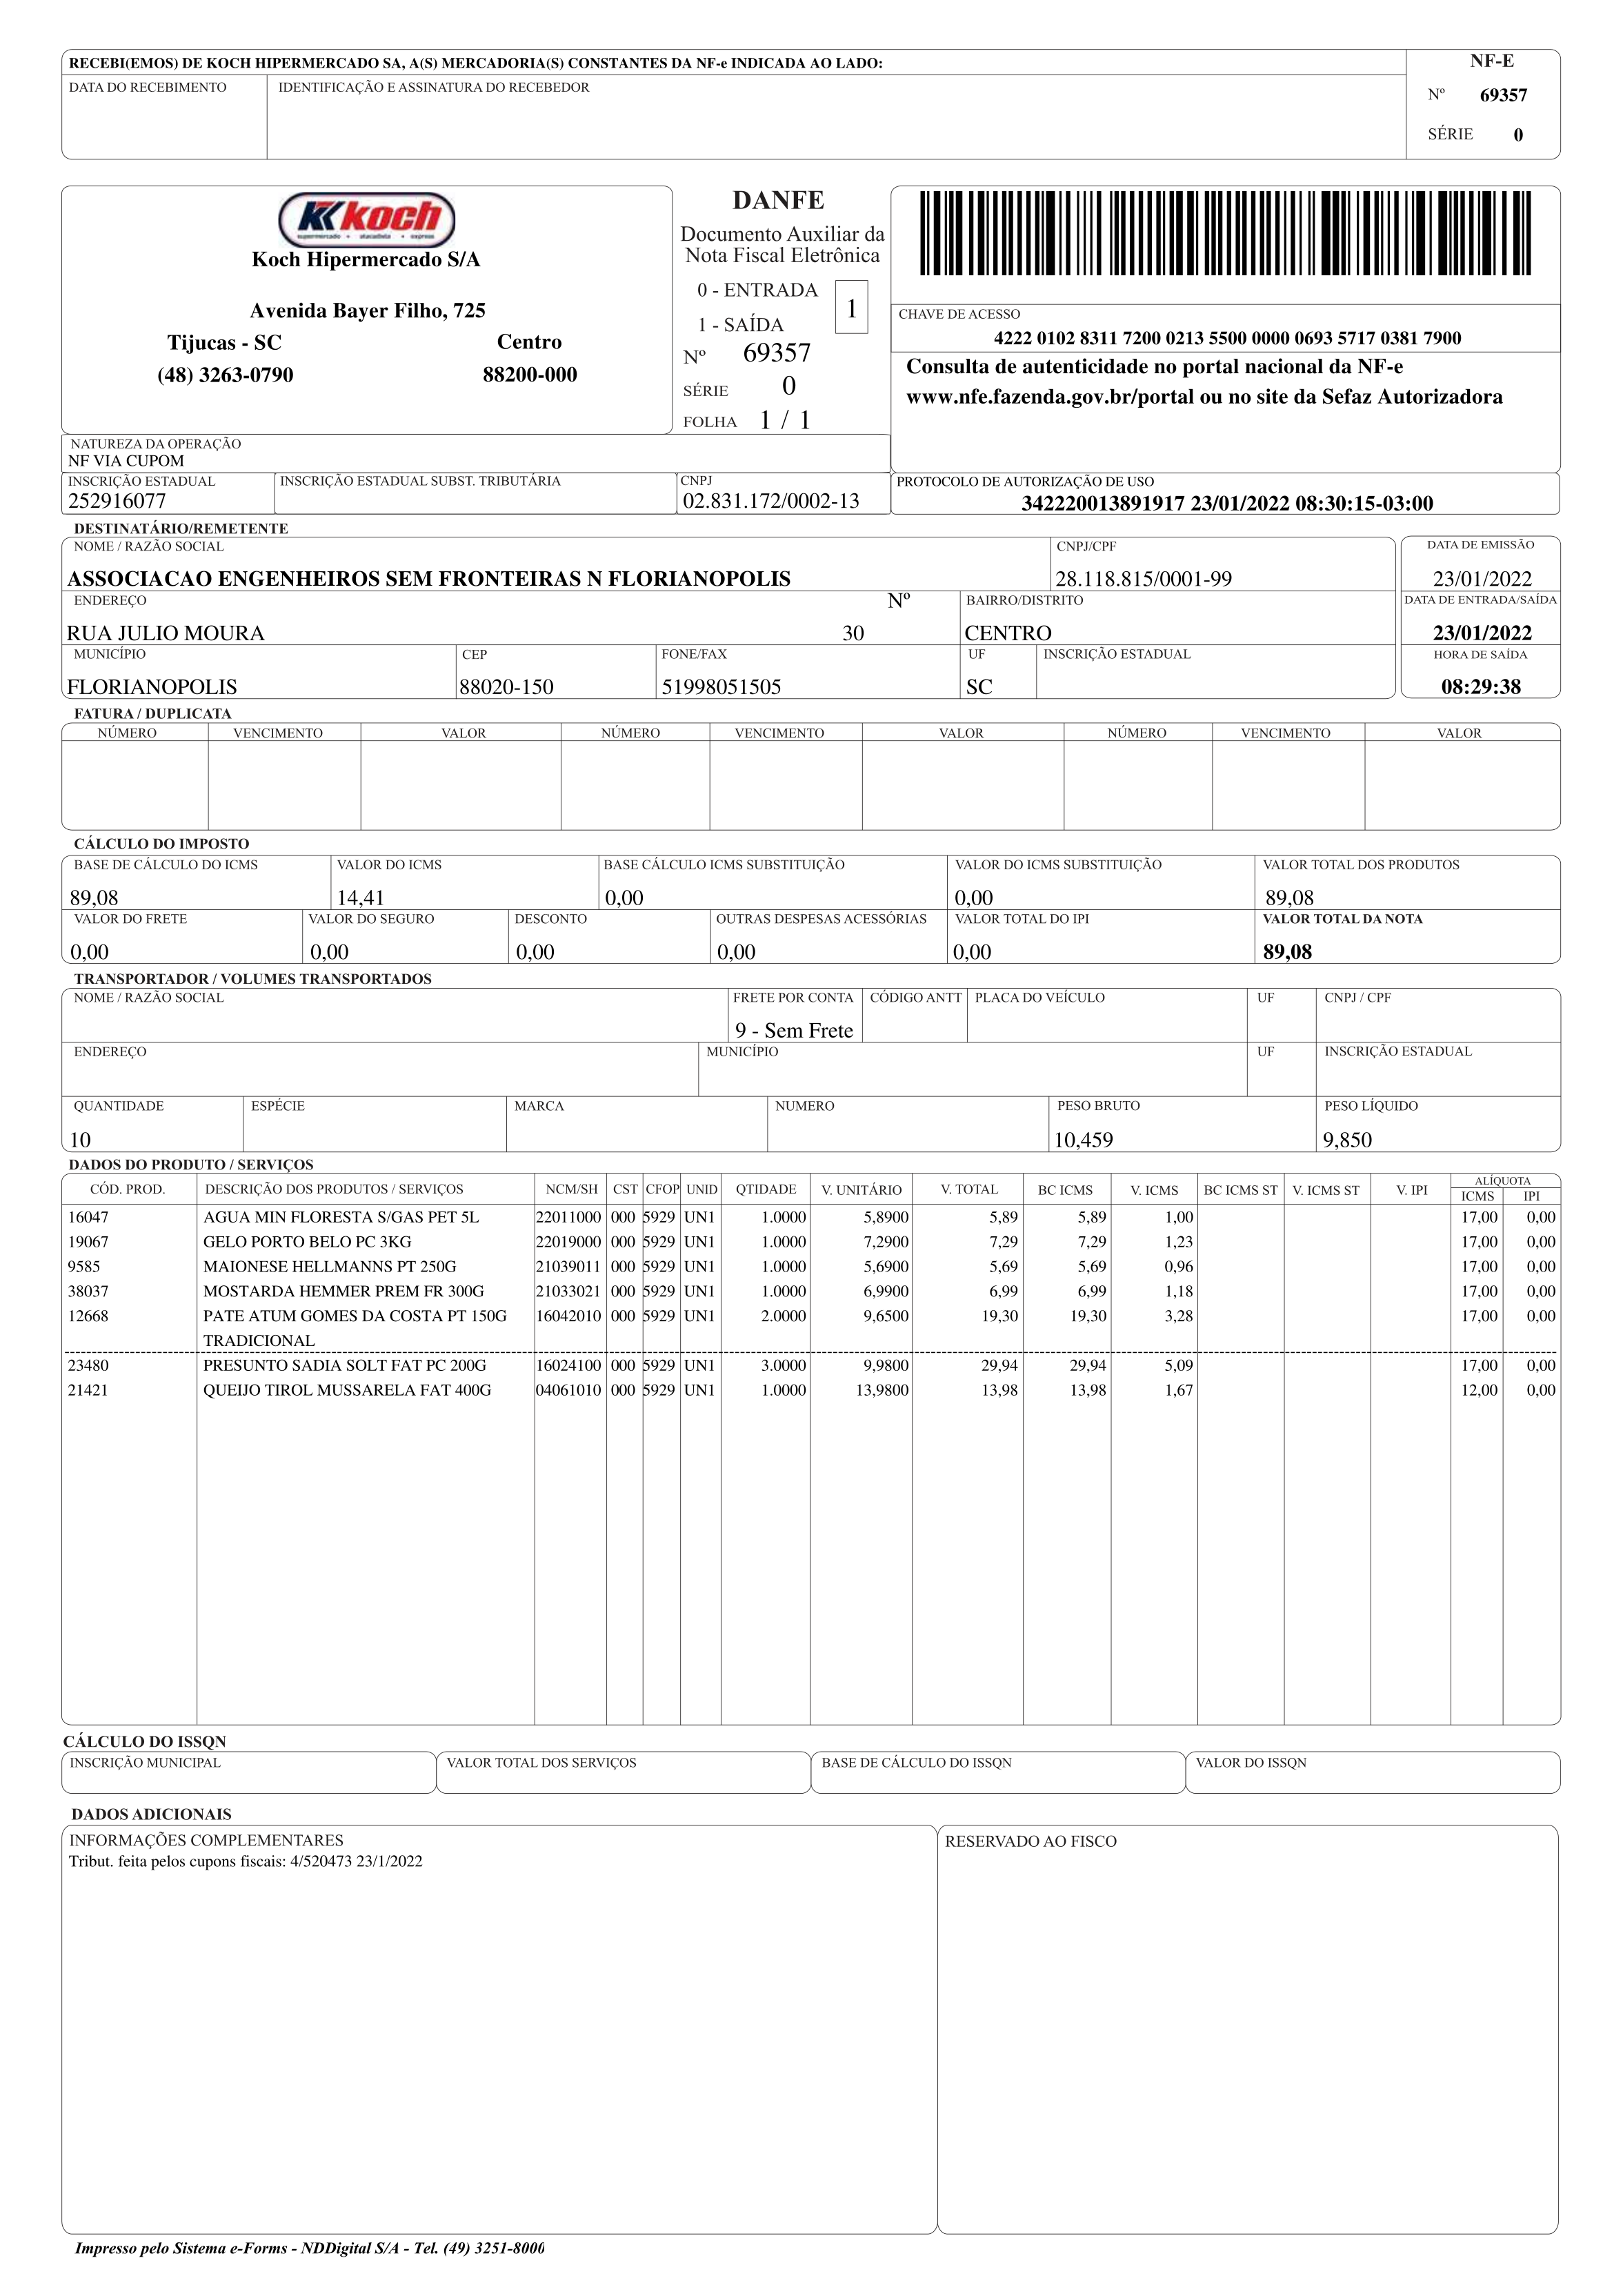 RECEBI(EMOS) DE KOCH HIPERMERCADO SA, A(S) MERCADORIA(S) CONSTANTES DA NF-e INDICADA AO LADO:
DATA DO RECEBIMENTO
IDENTIFICAÇÃO E ASSINATURA DO RECEBEDOR
NF-E
Nº 69357
SÉRIE 0
KKoch
supermercado • atacadista • express
Koch Hipermercado S/A
Avenida Bayer Filho, 725
Tijucas - SC Centro
(48) 3263-0790 88200-000
DANFE
Documento Auxiliar da
Nota Fiscal Eletrônica
0 - ENTRADA
1 - SAÍDA
1
Nº 69357
SÉRIE 0
FOLHA 1 / 1
CHAVE DE ACESSO
4222 0102 8311 7200 0213 5500 0000 0693 5717 0381 7900
Consulta de autenticidade no portal nacional da NF-e
www.nfe.fazenda.gov.br/portal ou no site da Sefaz Autorizadora
NATUREZA DA OPERAÇÃO
NF VIA CUPOM
INSCRIÇÃO ESTADUAL INSCRIÇÃO ESTADUAL SUBST. TRIBUTÁRIA CNPJ PROTOCOLO DE AUTORIZAÇÃO DE USO
252916077 02.831.172/0002-13 342220013891917 23/01/2022 08:30:15-03:00
DESTINATÁRIO/REMETENTE
NOME / RAZÃO SOCIAL CNPJ/CPF DATA DE EMISSÃO
ASSOCIACAO ENGENHEIROS SEM FRONTEIRAS N FLORIANOPOLIS 28.118.815/0001-99 23/01/2022
ENDEREÇO Nº BAIRRO/DISTRITO DATA DE ENTRADA/SAÍDA
RUA JULIO MOURA 30 CENTRO 23/01/2022
MUNICÍPIO CEP FONE/FAX UF INSCRIÇÃO ESTADUAL HORA DE SAÍDA
FLORIANOPOLIS 88020-150 51998051505 SC 08:29:38
FATURA / DUPLICATA
NÚMERO VENCIMENTO VALOR NÚMERO VENCIMENTO VALOR NÚMERO VENCIMENTO VALOR
CÁLCULO DO IMPOSTO
BASE DE CÁLCULO DO ICMS VALOR DO ICMS BASE CÁLCULO ICMS SUBSTITUIÇÃO VALOR DO ICMS SUBSTITUIÇÃO VALOR TOTAL DOS PRODUTOS
89,08 14,41 0,00 0,00 89,08
VALOR DO FRETE VALOR DO SEGURO DESCONTO OUTRAS DESPESAS ACESSÓRIAS VALOR TOTAL DO IPI VALOR TOTAL DA NOTA
0,00 0,00 0,00 0,00 0,00 89,08
TRANSPORTADOR / VOLUMES TRANSPORTADOS
NOME / RAZÃO SOCIAL FRETE POR CONTA CÓDIGO ANTT PLACA DO VEÍCULO UF CNPJ / CPF
9 - Sem Frete
ENDEREÇO MUNICÍPIO UF INSCRIÇÃO ESTADUAL
QUANTIDADE ESPÉCIE MARCA NUMERO PESO BRUTO PESO LÍQUIDO
10 10,459 9,850
DADOS DO PRODUTO / SERVIÇOS
CÓD. PROD. DESCRIÇÃO DOS PRODUTOS / SERVIÇOS NCM/SH CST CFOP UNID QTIDADE V. UNITÁRIO V. TOTAL BC ICMS V. ICMS BC ICMS ST V. ICMS ST V. IPI ALÍQUOTA
ICMS IPI
16047 AGUA MIN FLORESTA S/GAS PET 5L 22011000 000 5929 UN1 1.0000 5,8900 5,89 5,89 1,00 17,00 0,00
19067 GELO PORTO BELO PC 3KG 22019000 000 5929 UN1 1.0000 7,2900 7,29 7,29 1,23 17,00 0,00
9585 MAIONESE HELLMANNS PT 250G 21039011 000 5929 UN1 1.0000 5,6900 5,69 5,69 0,96 17,00 0,00
38037 MOSTARDA HEMMER PREM FR 300G 21033021 000 5929 UN1 1.0000 6,9900 6,99 6,99 1,18 17,00 0,00
12668 PATE ATUM GOMES DA COSTA PT 150G 16042010 000 5929 UN1 2.0000 9,6500 19,30 19,30 3,28 17,00 0,00
TRADICIONAL
23480 PRESUNTO SADIA SOLT FAT PC 200G 16024100 000 5929 UN1 3.0000 9,9800 29,94 29,94 5,09 17,00 0,00
21421 QUEIJO TIROL MUSSARELA FAT 400G 04061010 000 5929 UN1 1.0000 13,9800 13,98 13,98 1,67 12,00 0,00
CÁLCULO DO ISSQN
INSCRIÇÃO MUNICIPAL VALOR TOTAL DOS SERVIÇOS BASE DE CÁLCULO DO ISSQN VALOR DO ISSQN
DADOS ADICIONAIS
INFORMAÇÕES COMPLEMENTARES RESERVADO AO FISCO
Tribut. feita pelos cupons fiscais: 4/520473 23/1/2022
Impresso pelo Sistema e-Forms - NDDigital S/A - Tel. (49) 3251-8000